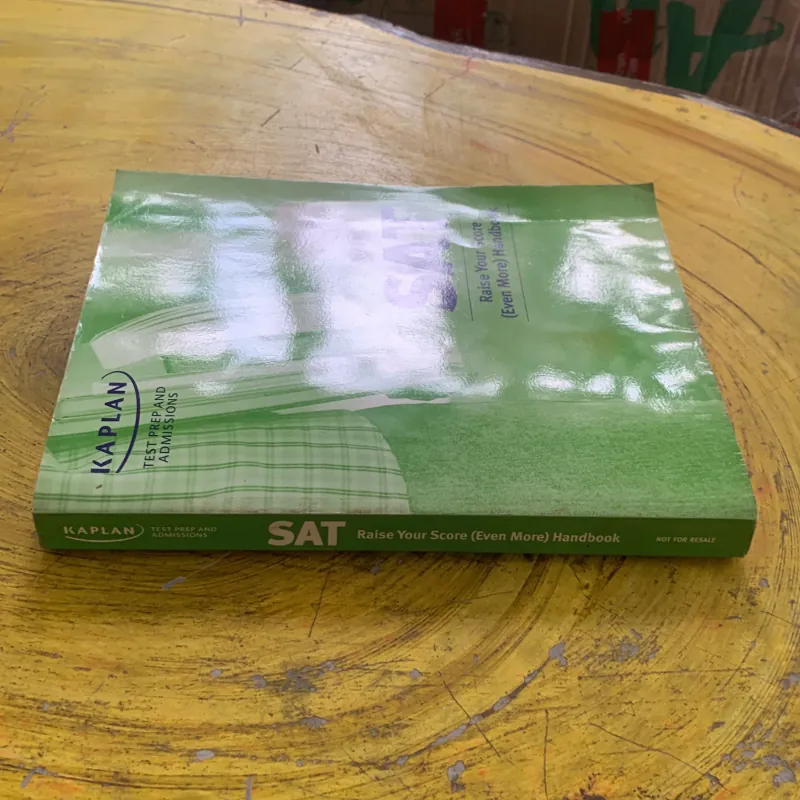 SAT
Raise Your Score
(Even More) Handbook
KAPLAN
TEST PREP AND
ADMISSIONS
KAPLAN
TEST PREP AND
ADMISSIONS
SAT
Raise Your Score (Even More) Handbook
NOT FOR RESALE